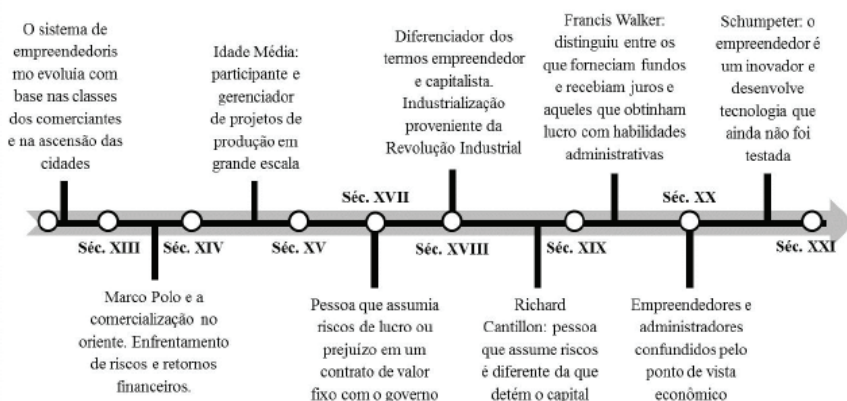 O sistema de
empreendedoris
mo evoluía com
base nas classes
dos comerciantes
e na ascensão das
cidades
Idade Média:
participante e
gerenciador
de projetos de
produção em
grande escala
Diferenciador dos
termos empreendedor
e capitalista.
Industrialização
proveniente da
Revolução Industrial
Francis Walker:
distinguiu entre os
que forneciam fundos
e recebiam juros e
aqueles que obtinham
lucro com habilidades
administrativas
Schumpeter: o
empreendedor é
um inovador e
desenvolve
tecnologia que
ainda não foi
testada
Séc. XIII
Séc. XIV
Séc. XV
Séc. XVII
Séc. XVIII
Séc. XIX
Séc. XX
Séc. XXI
Marco Polo e a
comercialização no
oriente. Enfrentamento
de riscos e retornos
financeiros.
Pessoa que assumia
riscos de lucro ou
prejuízo em um
contrato de valor
fixo com o governo
Richard
Cantillon: pessoa
que assume riscos
é diferente da que
detém o capital
Empreendedores e
administradores
confundidos pelo
ponto de vista
econômico